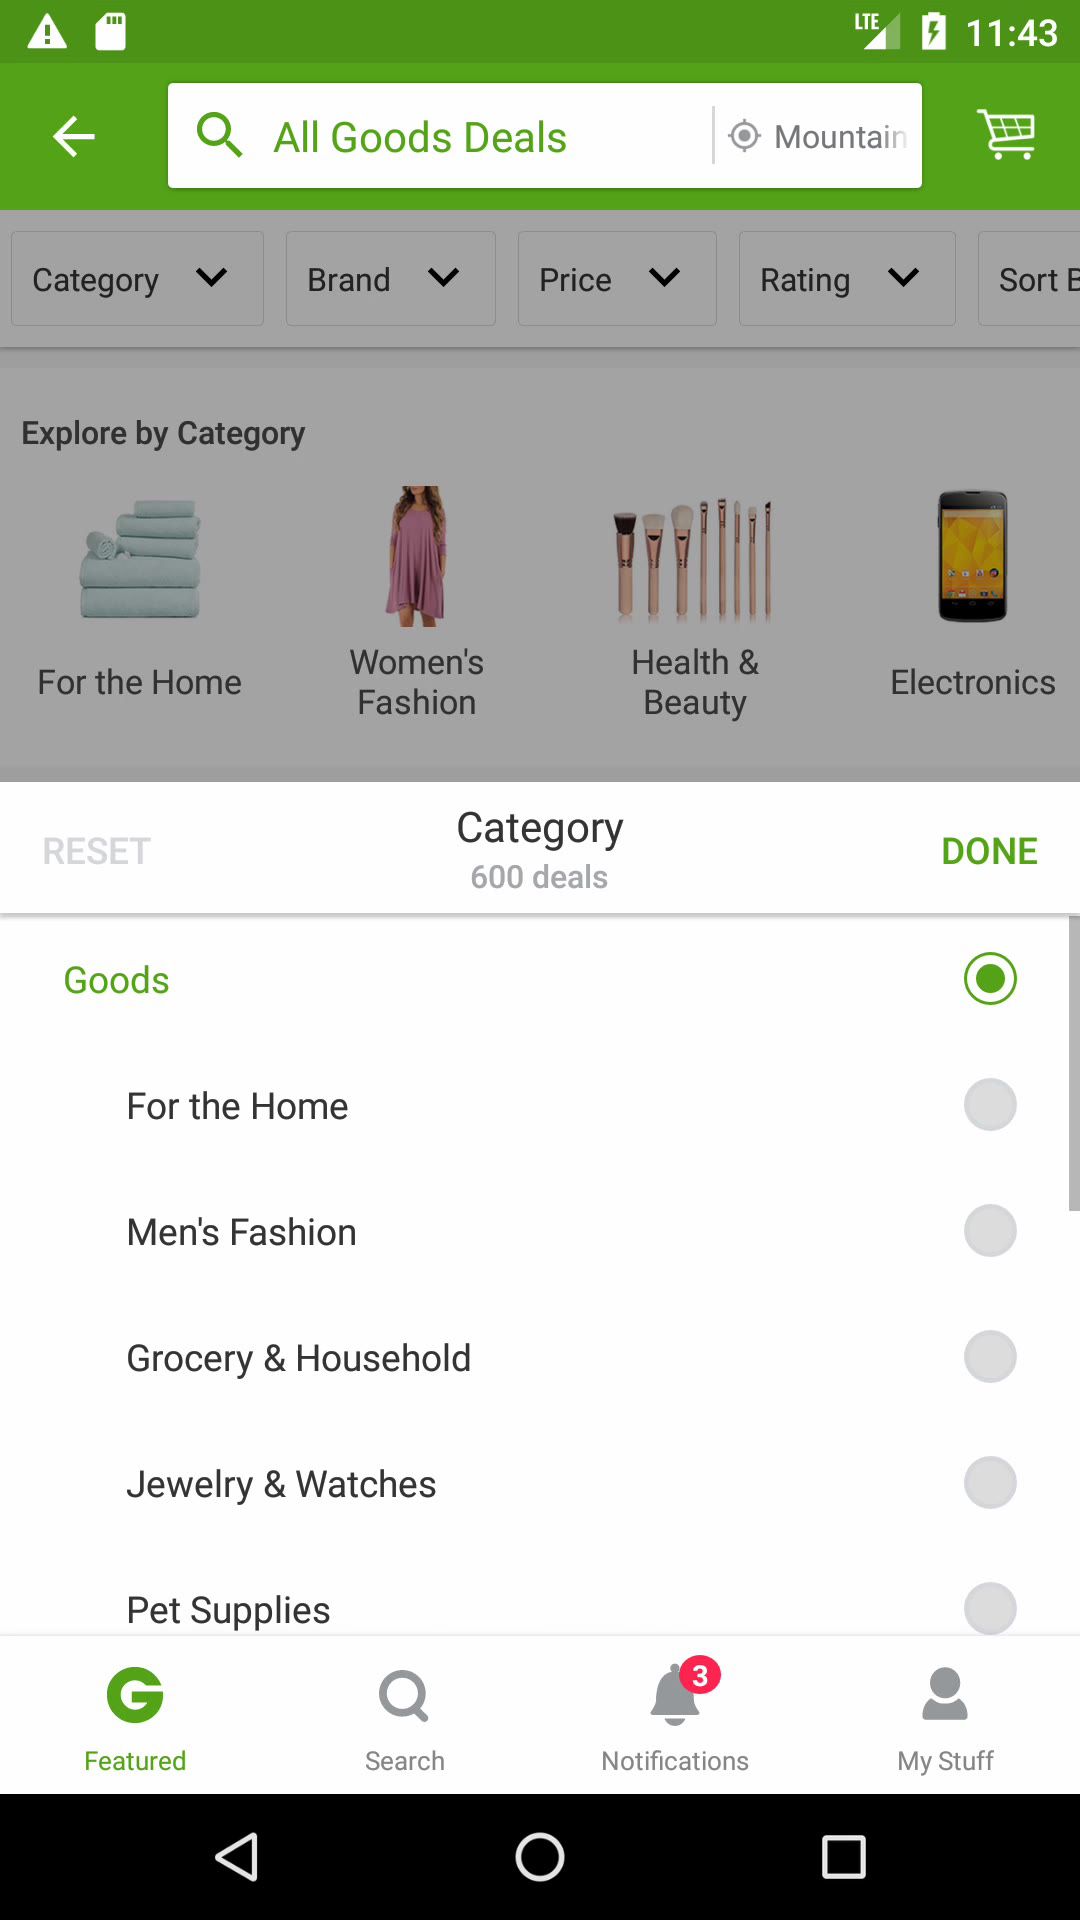 LTE 11:43
All Goods Deals Mountain
Category Brand Price Rating Sort B
Explore by Category
For the Home
Women's
Fashion
Health &
Beauty
Electronics
RESET
Category
600 deals
DONE
Goods
For the Home
Men's Fashion
Grocery & Household
Jewelry & Watches
Pet Supplies
3
Featured Search Notifications My Stuff